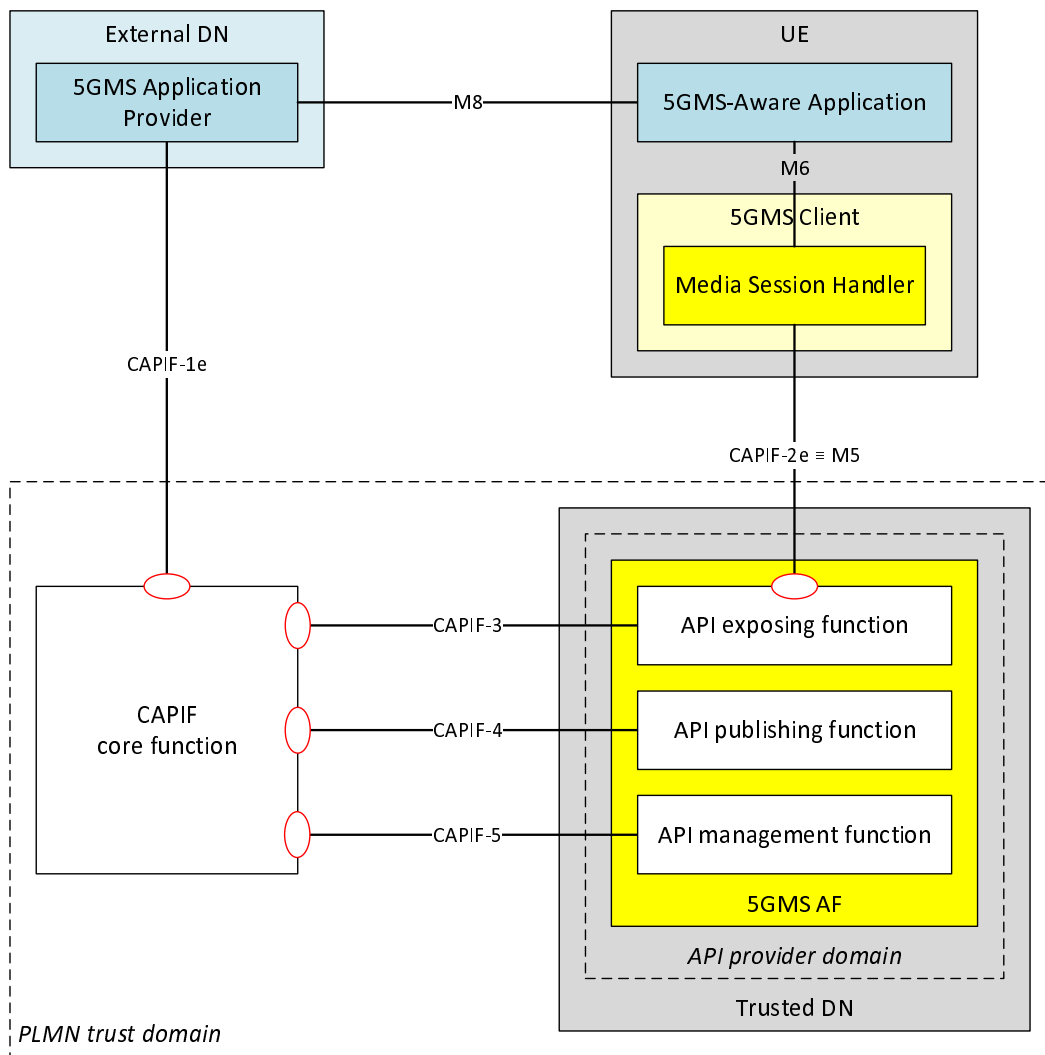 External DN
UE
5GMS Application
Provider
M8
5GMS-Aware Application
M6
5GMS Client
Media Session Handler
CAPIF-1e
CAPIF-2e ≡ M5
CAPIF
core function
CAPIF-3
API exposing function
CAPIF-4
API publishing function
CAPIF-5
API management function
5GMS AF
API provider domain
Trusted DN
PLMN trust domain